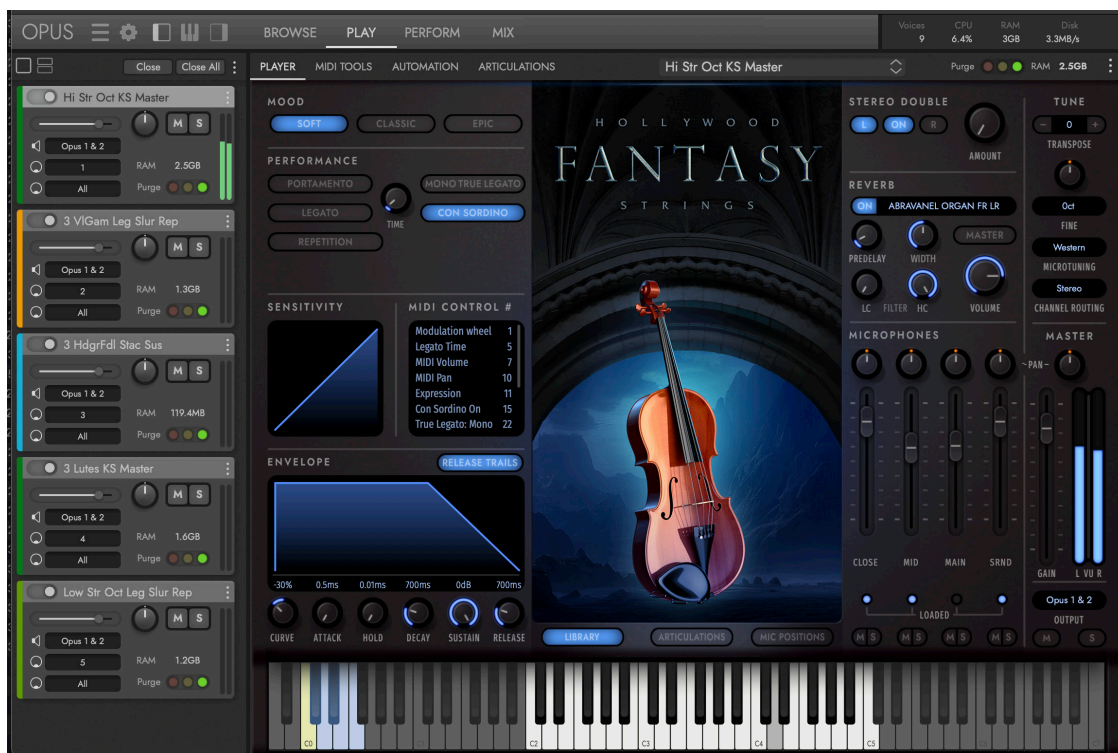 OPUS
BROWSE PLAY PERFORM MIX
Voices CPU RAM Disk
9 6.4% 3GB 3.3MB/s
Close Close All
PLAYER MIDI TOOLS AUTOMATION ARTICULATIONS Hi Str Oct KS Master Purge RAM 2.5GB
Hi Str Oct KS Master
M S
Opus 1 & 2
1 RAM 2.5GB
All Purge
3 VlGam Leg Slur Rep
M S
Opus 1 & 2
2 RAM 1.3GB
All Purge
3 HdgrFdl Stac Sus
M S
Opus 1 & 2
3 RAM 119.4MB
All Purge
3 Lutes KS Master
M S
Opus 1 & 2
4 RAM 1.6GB
All Purge
Low Str Oct Leg Slur Rep
M S
Opus 1 & 2
5 RAM 1.2GB
All Purge
MOOD
SOFT CLASSIC EPIC
PERFORMANCE
PORTAMENTO MONO TRUE LEGATO
LEGATO TIME CON SORDINO
REPETITION
SENSITIVITY
MIDI CONTROL #
Modulation wheel 1
Legato Time 5
MIDI Volume 7
MIDI Pan 10
Expression 11
Con Sordino On 15
True Legato: Mono 22
ENVELOPE RELEASE TRAILS
-30% 0.5ms 0.01ms 700ms 0dB 700ms
CURVE ATTACK HOLD DECAY SUSTAIN RELEASE
HOLLYWOOD
FANTASY
STRINGS
LIBRARY ARTICULATIONS MIC POSITIONS
STEREO DOUBLE
L ON R
AMOUNT
REVERB
ON ABRAVANEL ORGAN FR LR
MASTER
PREDELAY WIDTH
LC FILTER HC VOLUME
MICROPHONES
CLOSE MID MAIN SRND
LOADED
M S M S M S M S
TUNE
- 0 +
TRANSPOSE
0ct
FINE
Western
MICROTUNING
Stereo
CHANNEL ROUTING
MASTER
~PAN~
GAIN L VU R
Opus 1 & 2
OUTPUT
M S
C0 C1 C2 C3 C4 C5